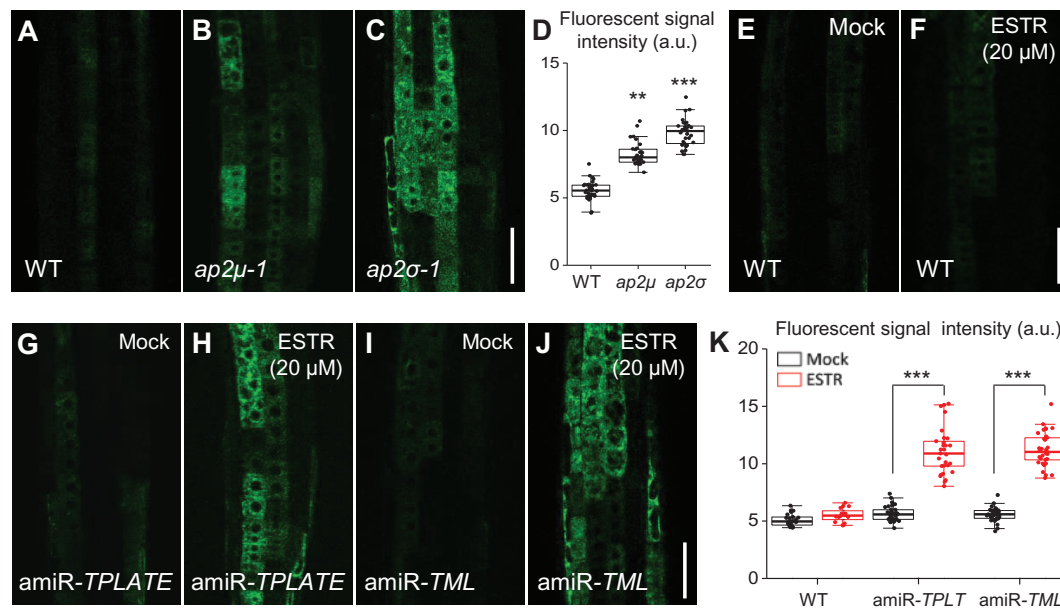 A
WT
B
ap2μ-1
C
ap2σ-1
D
Fluorescent signal
intensity (a.u.)
15
10
5
0
**
***
WT ap2μ ap2σ
E
Mock
WT
F
ESTR
(20 μM)
WT
G
Mock
amiR-TPLATE
H
ESTR
(20 μM)
amiR-TPLATE
I
Mock
amiR-TML
J
ESTR
(20 μM)
amiR-TML
K
Fluorescent signal intensity (a.u.)
20
15
10
5
0
Mock
ESTR
***
***
WT amiR-TPLT amiR-TML